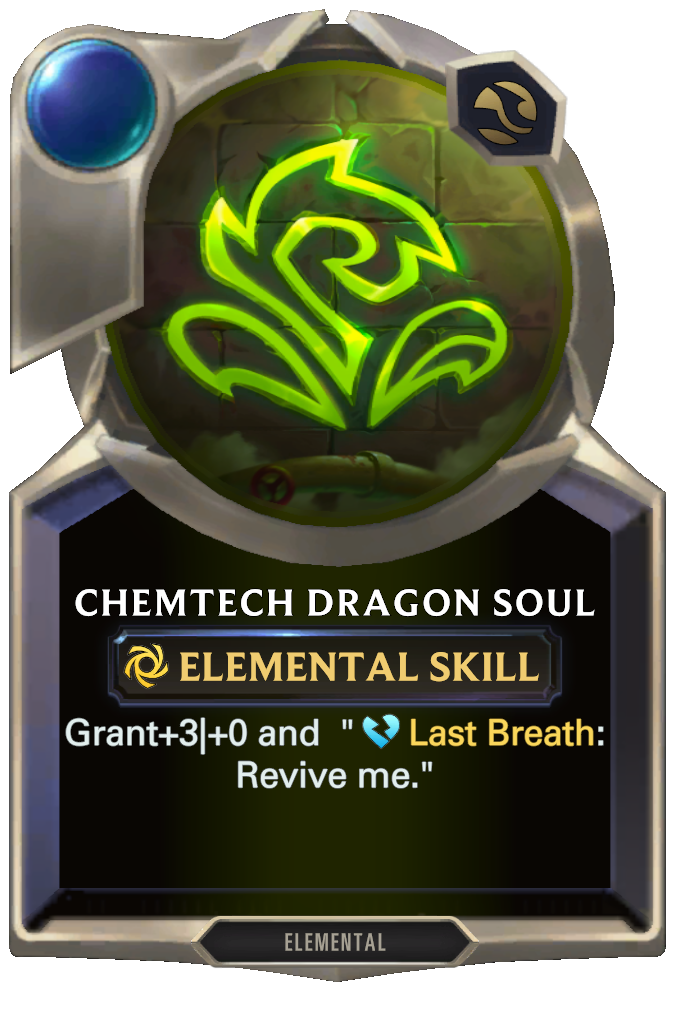 CHEMTECH DRAGON SOUL
ELEMENTAL SKILL
Grant+3|+0 and " Last Breath:
Revive me."
ELEMENTAL